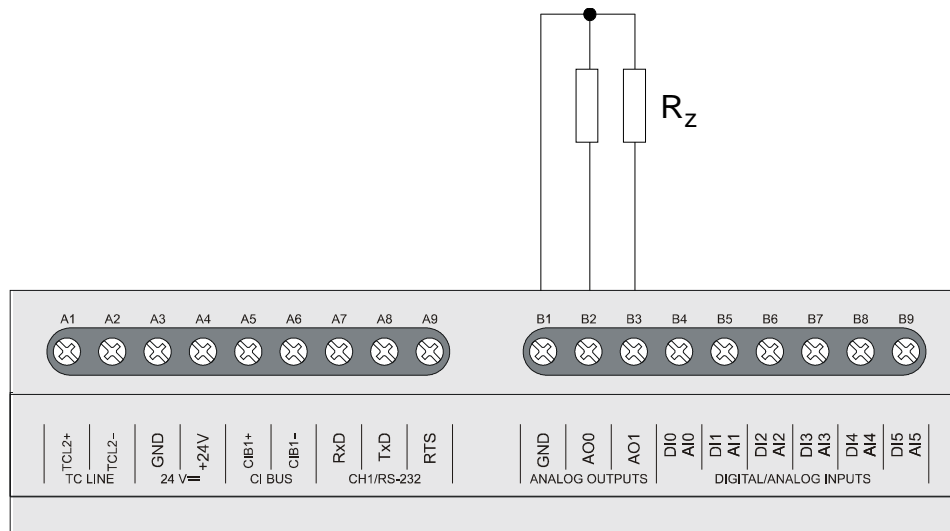 Rz
A1 A2 A3 A4 A5 A6 A7 A8 A9 B1 B2 B3 B4 B5 B6 B7 B8 B9
TCL2+
TCL2−
GND
+24V
CIB1+
CIB1−
RxD
TxD
RTS
GND
AO0
AO1
DI0
AI0
DI1
AI1
DI2
AI2
DI3
AI3
DI4
AI4
DI5
AI5
TC LINE 24 V⎓ CI BUS CH1/RS-232 ANALOG OUTPUTS DIGITAL/ANALOG INPUTS